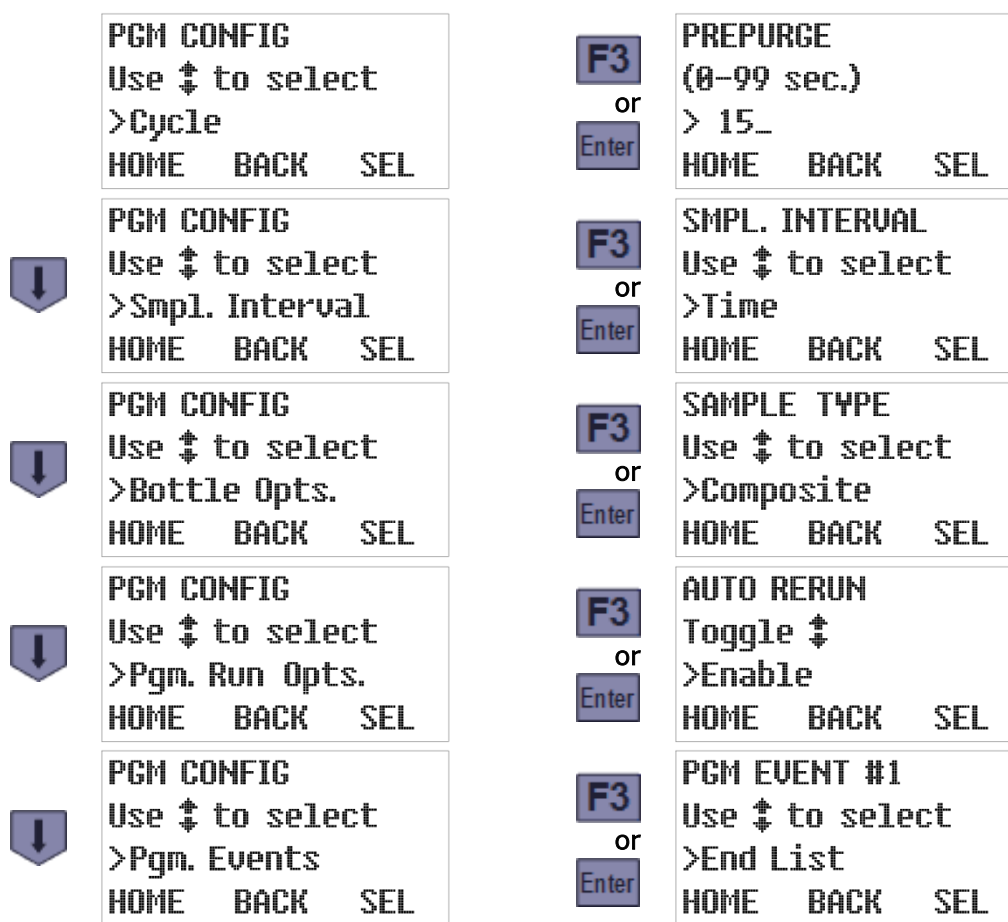 PGM CONFIG
Use ↕ to select
>Cycle
HOME BACK SEL
F3
or
Enter
PREPURGE
(0-99 sec.)
> 15_
HOME BACK SEL
PGM CONFIG
Use ↕ to select
>Smpl. Interval
HOME BACK SEL
F3
or
Enter
SMPL. INTERVAL
Use ↕ to select
>Time
HOME BACK SEL
PGM CONFIG
Use ↕ to select
>Bottle Opts.
HOME BACK SEL
F3
or
Enter
SAMPLE TYPE
Use ↕ to select
>Composite
HOME BACK SEL
PGM CONFIG
Use ↕ to select
>Pgm. Run Opts.
HOME BACK SEL
F3
or
Enter
AUTO RERUN
Toggle ↕
>Enable
HOME BACK SEL
PGM CONFIG
Use ↕ to select
>Pgm. Events
HOME BACK SEL
F3
or
Enter
PGM EVENT #1
Use ↕ to select
>End List
HOME BACK SEL